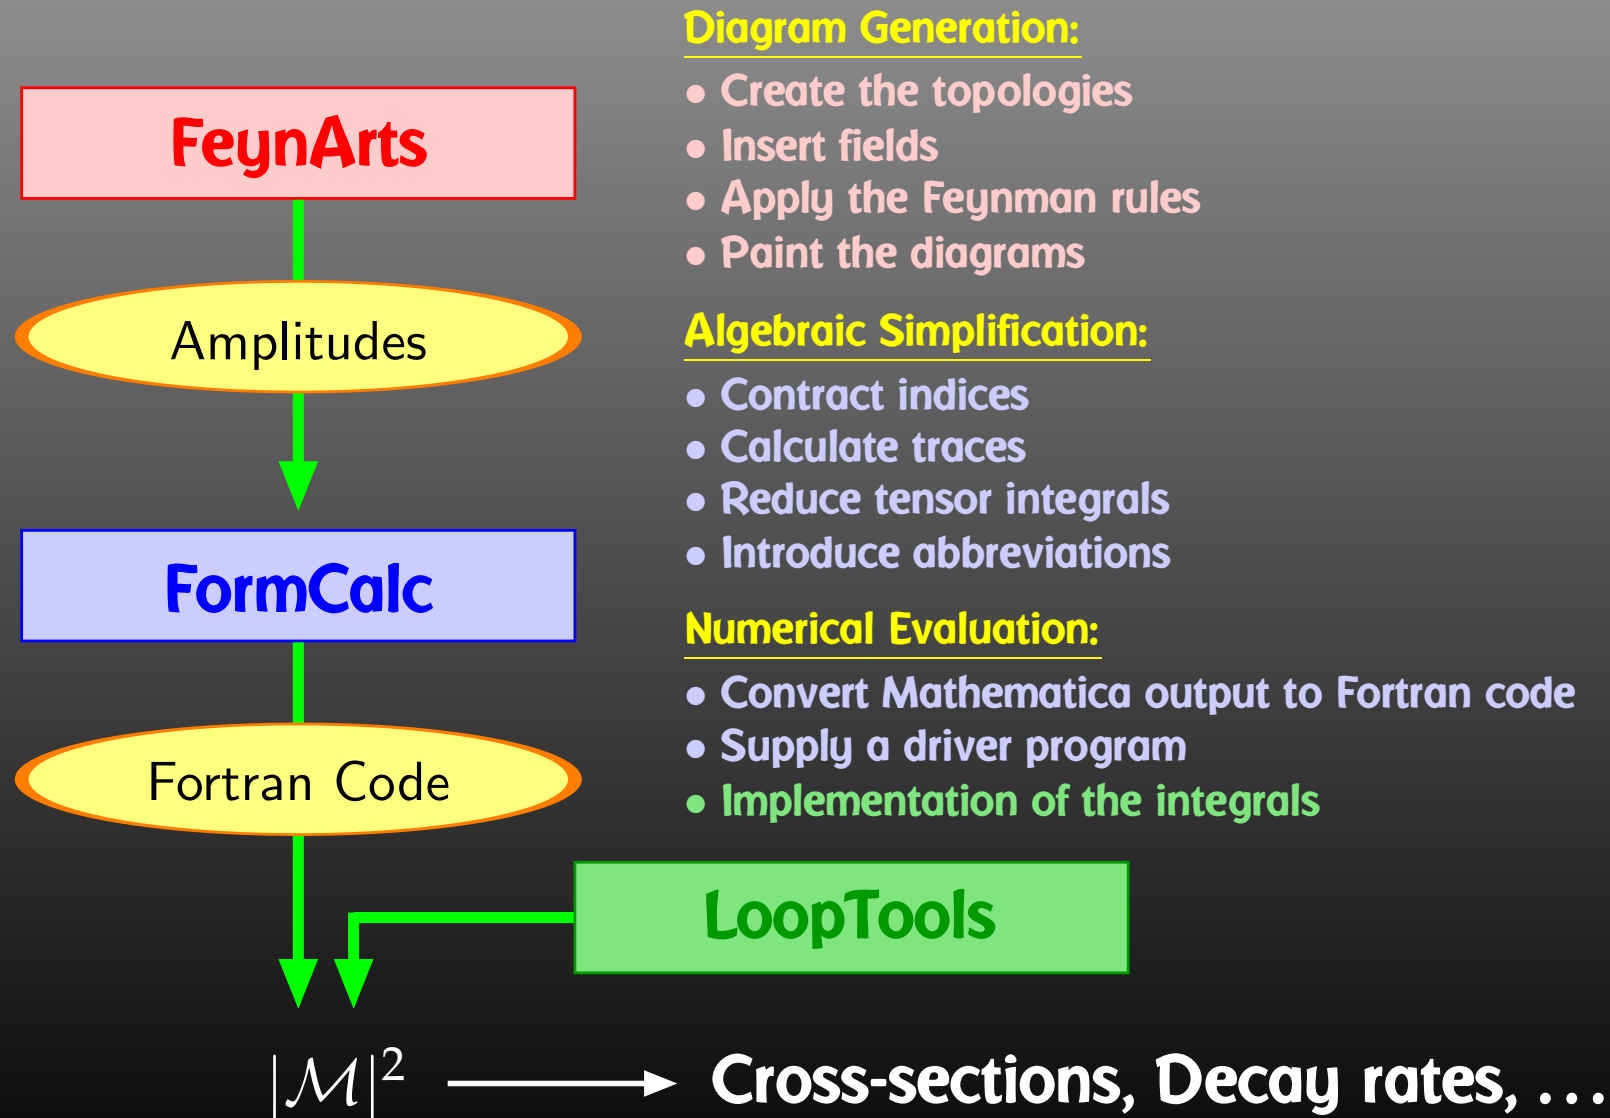 Diagram Generation:
• Create the topologies
• Insert fields
• Apply the Feynman rules
• Paint the diagrams
Algebraic Simplification:
• Contract indices
• Calculate traces
• Reduce tensor integrals
• Introduce abbreviations
Numerical Evaluation:
• Convert Mathematica output to Fortran code
• Supply a driver program
• Implementation of the integrals
FeynArts
Amplitudes
FormCalc
Fortran Code
LoopTools
|ℳ|² ⟶ Cross-sections, Decay rates, …